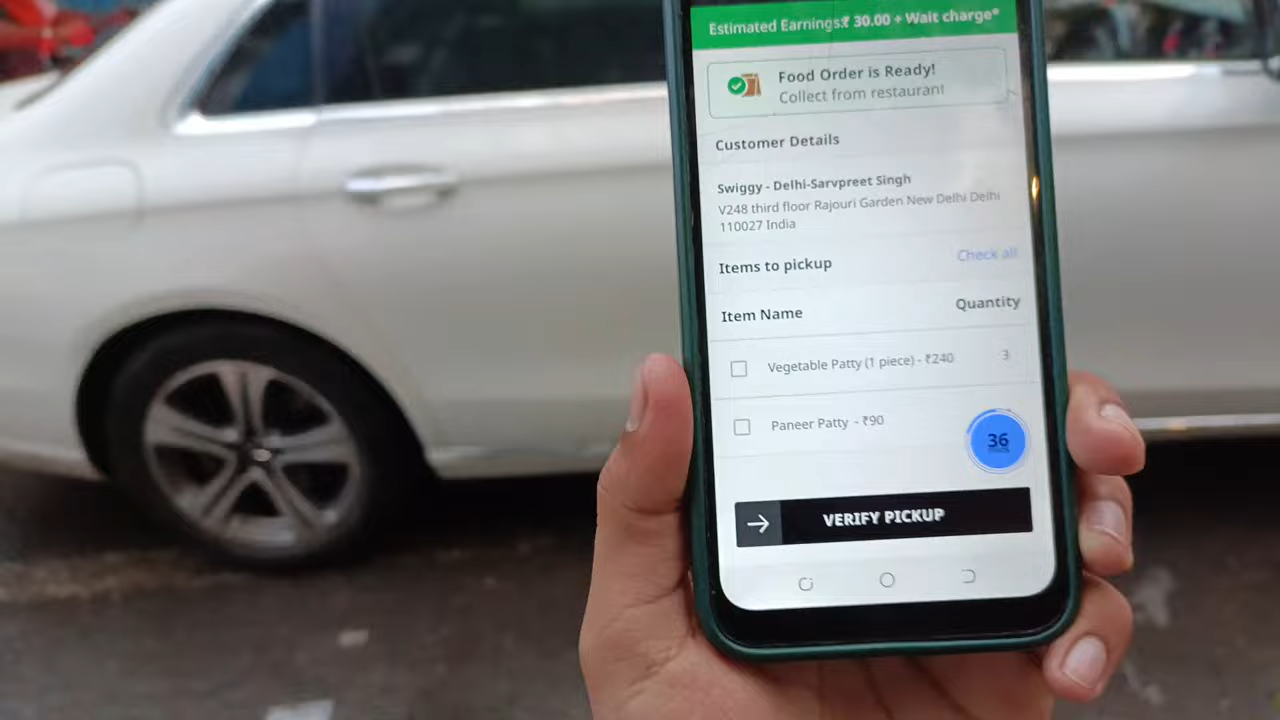 Estimated Earnings:₹ 30.00 + Wait charge*
Food Order is Ready!
Collect from restaurant
Customer Details
Swiggy - Delhi-Sarvpreet Singh
V248 third floor Rajouri Garden New Delhi Delhi
110027 India
Items to pickup Check all
Item Name Quantity
Vegetable Patty (1 piece) - ₹240 3
Paneer Patty - ₹90
36
VERIFY PICKUP